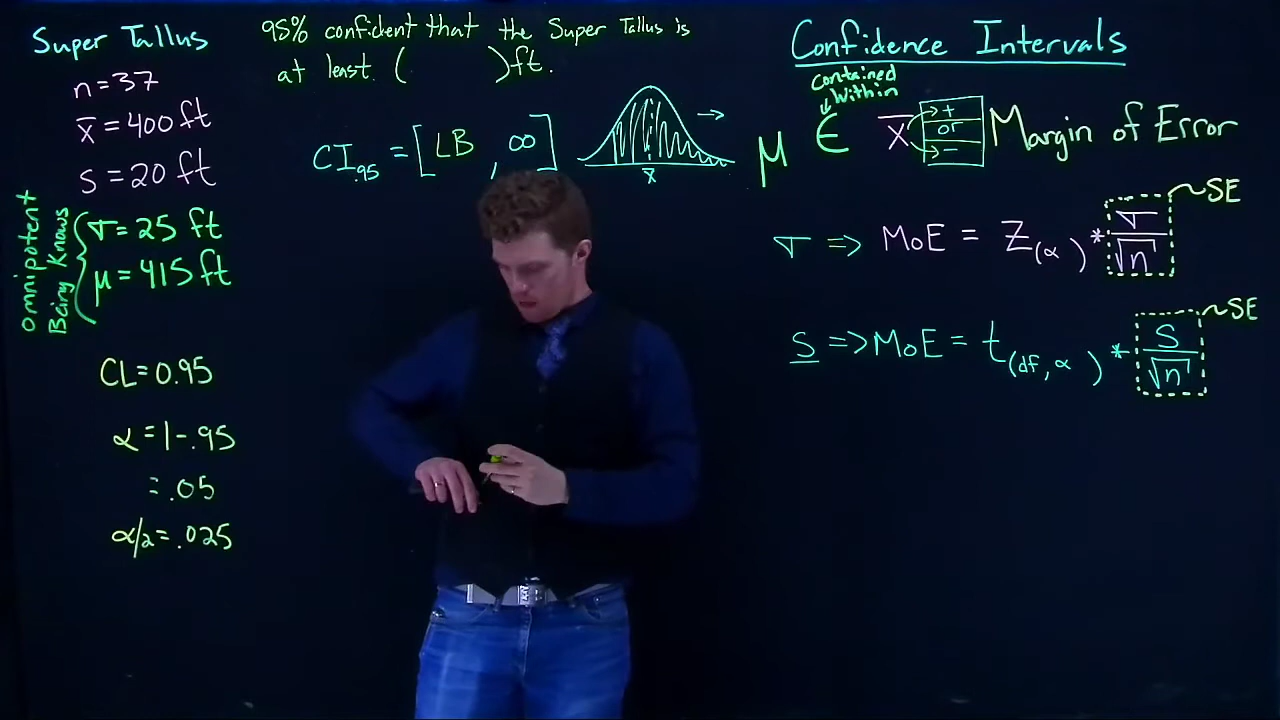 Super Tallus
n=37
x̄ = 400 ft
s = 20 ft
Omnipotent
Being Knows
σ = 25 ft
μ = 415 ft
CL=0.95
α = 1-.95
= .05
α/2 = .025
95% confident that the Super Tallus is
at least ( ) ft.
CI.95 = [LB , ∞]
x̄
Confidence Intervals
contained
within
μ ∈ x̄ + or - Margin of Error
σ => MoE = Z(α) * σ/√n
SE
s => MoE = t(df, α) * s/√n
SE